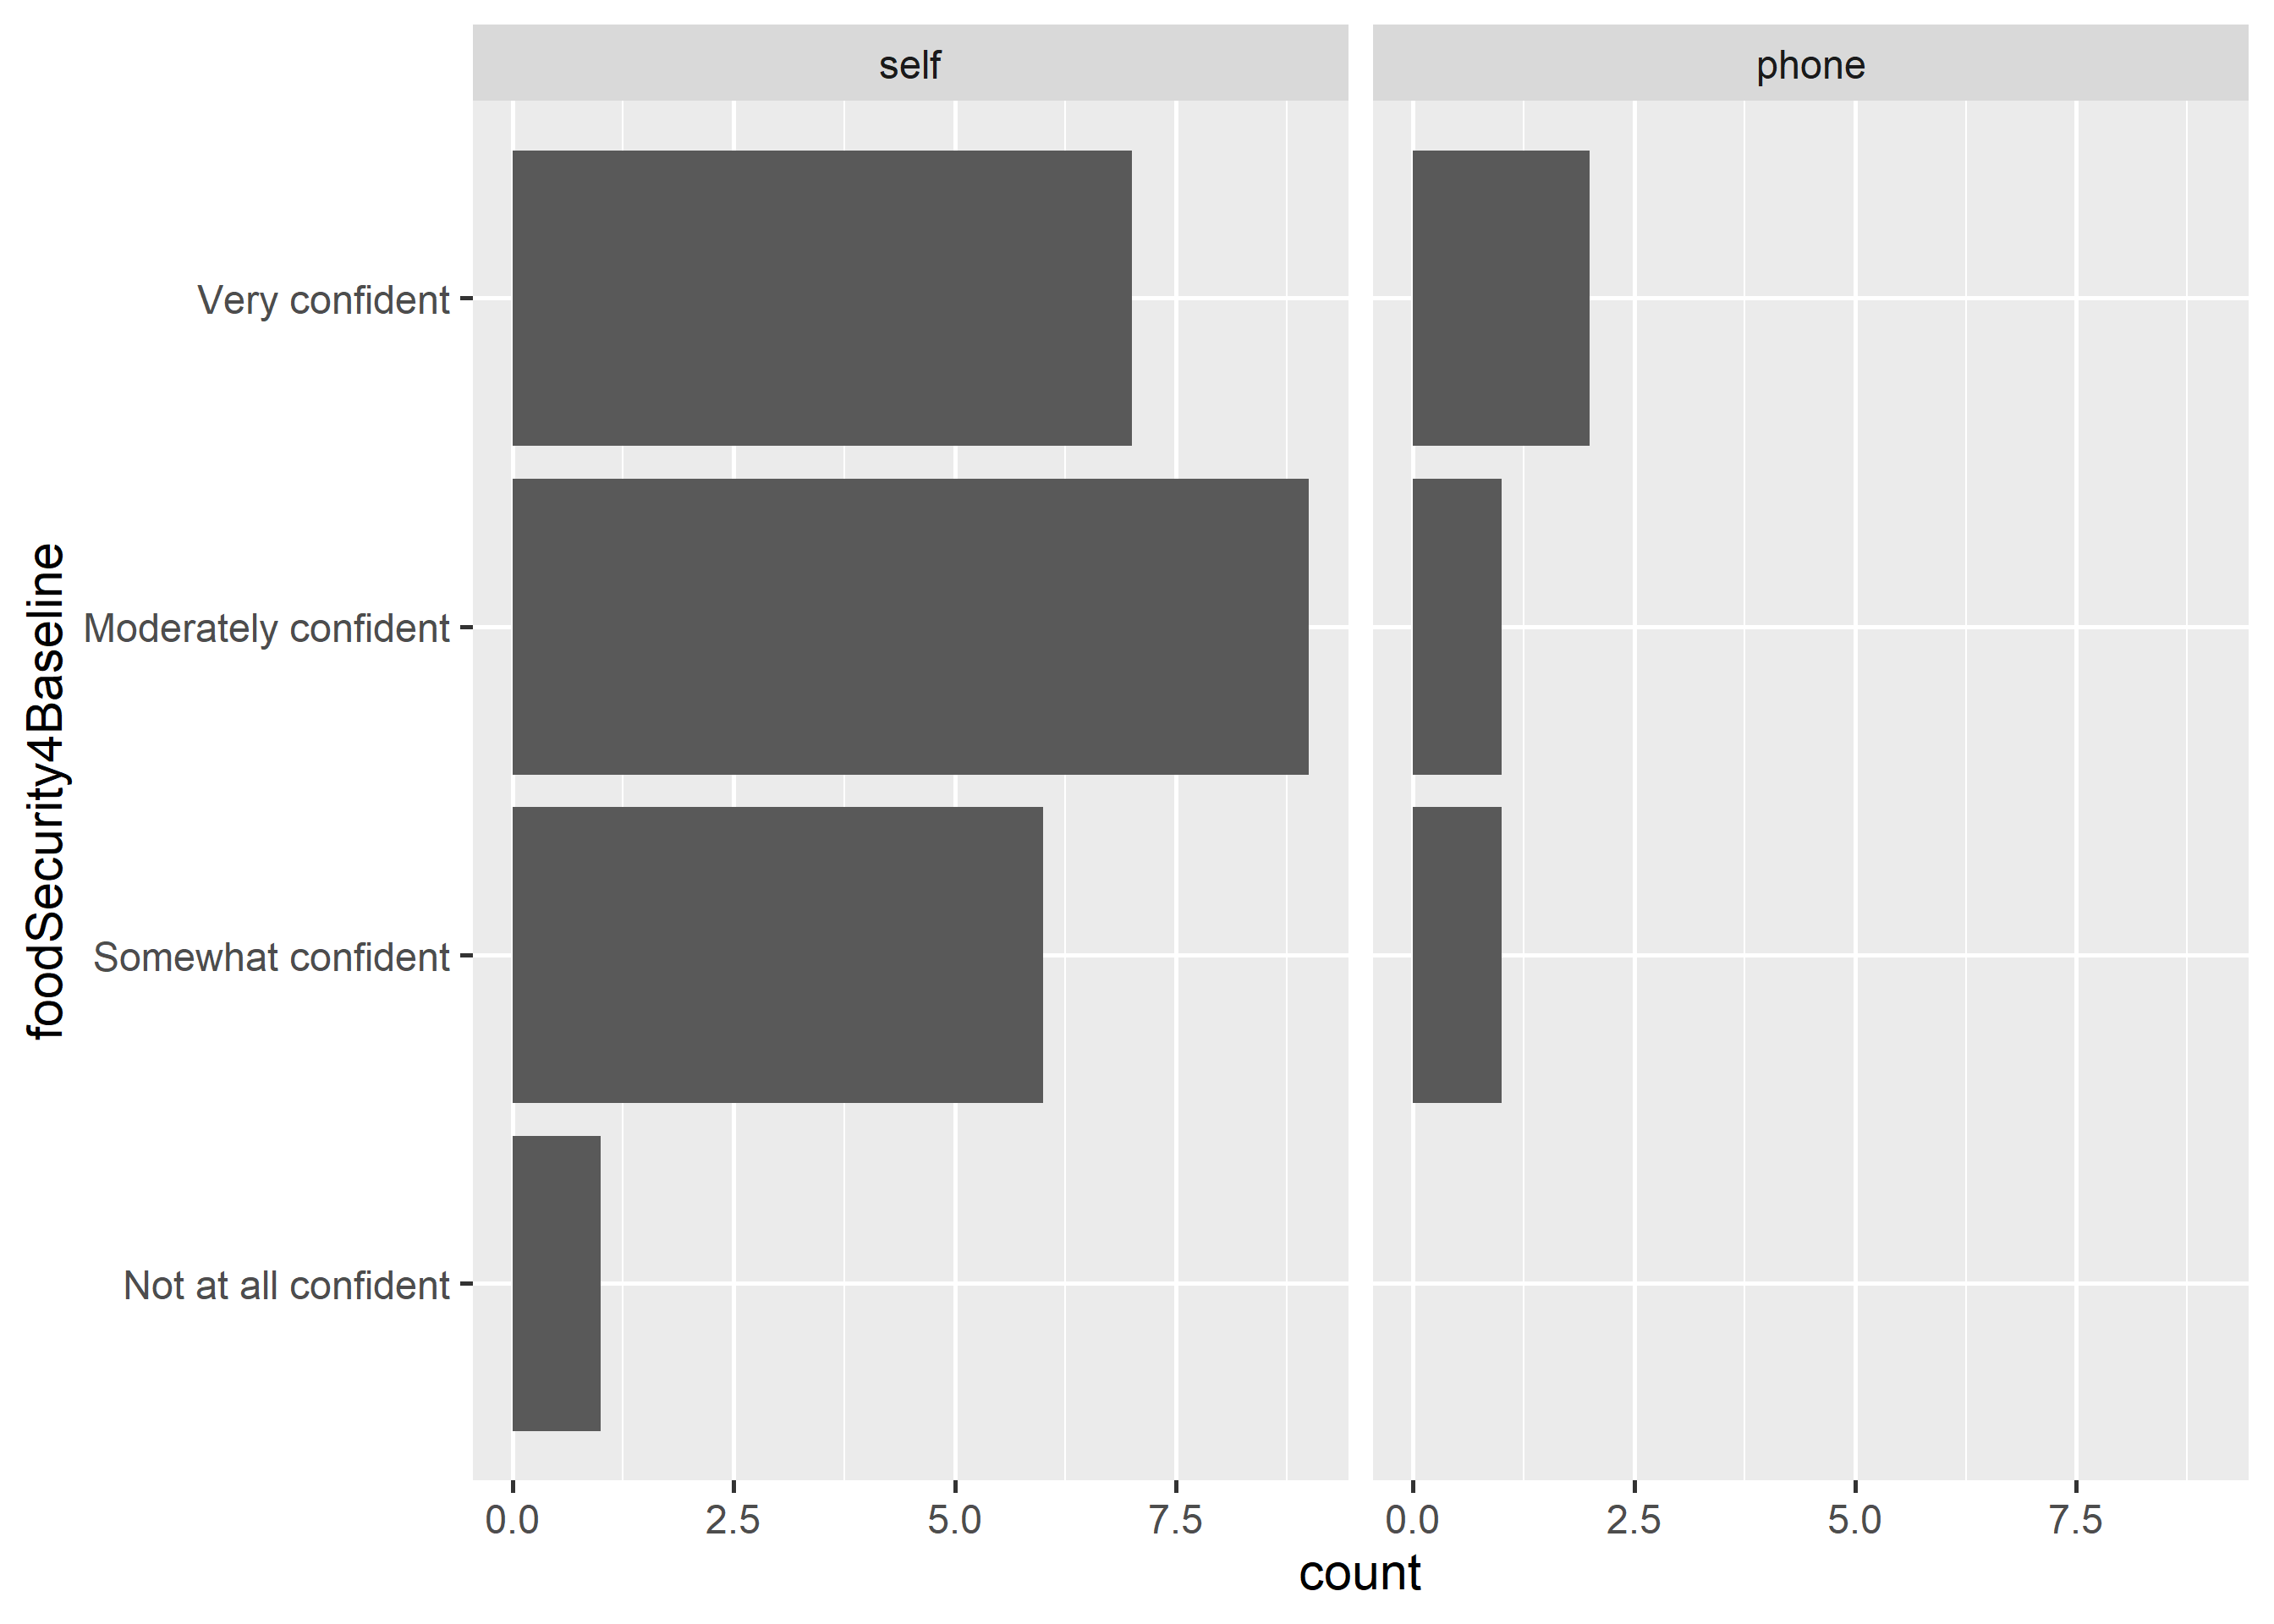 self
phone
foodSecurity4Baseline
Very confident
Moderately confident
Somewhat confident
Not at all confident
0.0 2.5 5.0 7.5
0.0 2.5 5.0 7.5
count